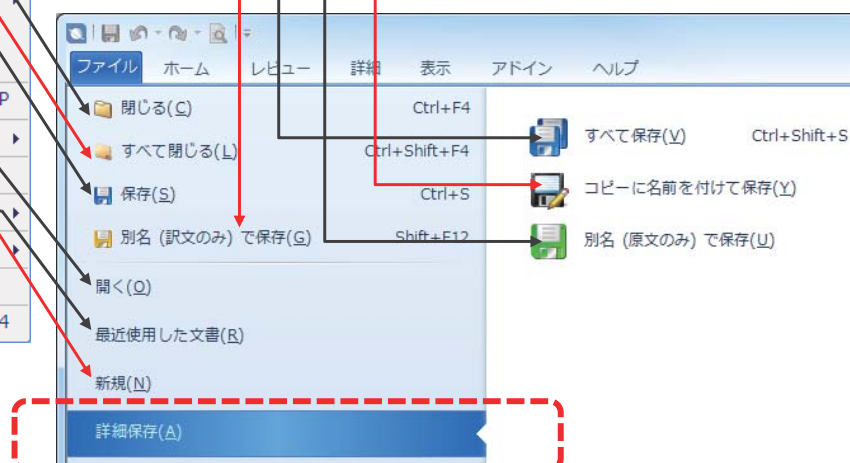 P
4
ファイル ホーム レビュー 詳細 表示 アドイン ヘルプ
閉じる(C) Ctrl+F4
すべて閉じる(L) Ctrl+Shift+F4
保存(S) Ctrl+S
別名 (訳文のみ) で保存(G) Shift+F12
開く(O)
最近使用した文書(R)
新規(N)
詳細保存(A)
すべて保存(V) Ctrl+Shift+S
コピーに名前を付けて保存(Y)
別名 (原文のみ) で保存(U)